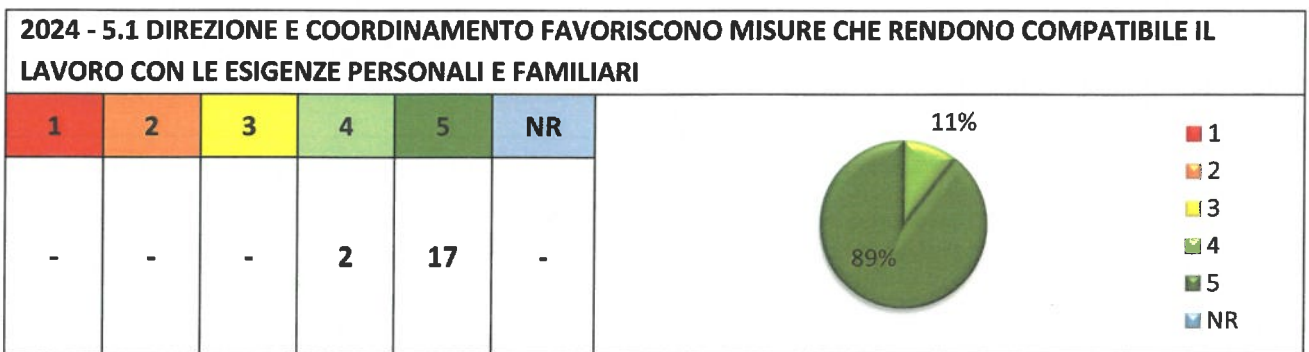 2024 - 5.1 DIREZIONE E COORDINAMENTO FAVORISCONO MISURE CHE RENDONO COMPATIBILE IL
LAVORO CON LE ESIGENZE PERSONALI E FAMILIARI
1 2 3 4 5 NR
- - - 2 17 -
11%
89%
1
2
3
4
5
NR